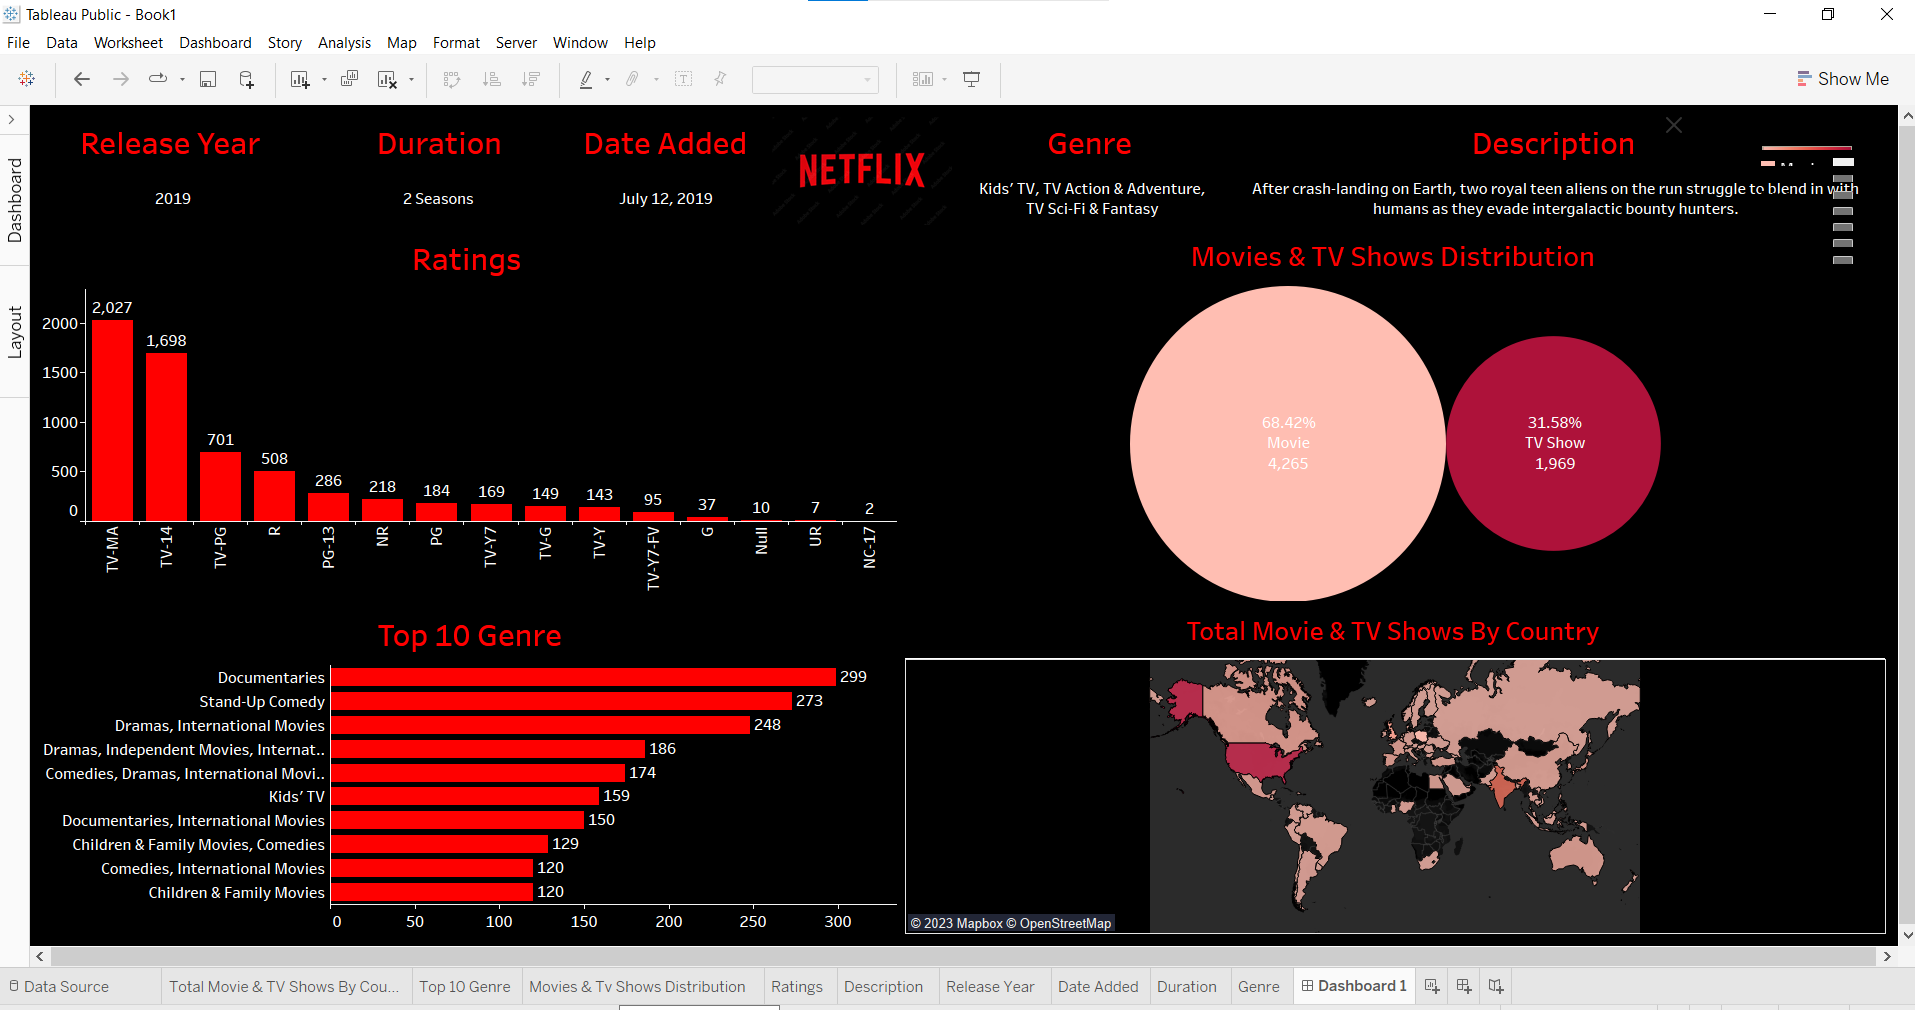 Tableau Public - Book1
File Data Worksheet Dashboard Story Analysis Map Format Server Window Help
Show Me
Dashboard
Layout
Release Year
2019
Duration
2 Seasons
Date Added
July 12, 2019
NETFLIX
Genre
Kids' TV, TV Action & Adventure,
TV Sci-Fi & Fantasy
Description
After crash-landing on Earth, two royal teen aliens on the run struggle to blend in with
humans as they evade intergalactic bounty hunters.
Ratings
2000
1500
1000
500
0
2,027
1,698
701
508
286
218
184
169
149
143
95
37
10
7
2
TV-MA
TV-14
TV-PG
R
PG-13
NR
PG
TV-Y7
TV-G
TV-Y
TV-Y7-FV
G
Null
UR
NC-17
Movies & TV Shows Distribution
68.42%
Movie
4,265
31.58%
TV Show
1,969
Top 10 Genre
Documentaries 299
Stand-Up Comedy 273
Dramas, International Movies 248
Dramas, Independent Movies, Internat.. 186
Comedies, Dramas, International Movi.. 174
Kids' TV 159
Documentaries, International Movies 150
Children & Family Movies, Comedies 129
Comedies, International Movies 120
Children & Family Movies 120
0 50 100 150 200 250 300
Total Movie & TV Shows By Country
© 2023 Mapbox © OpenStreetMap
Data Source Total Movie & TV Shows By Cou... Top 10 Genre Movies & Tv Shows Distribution Ratings Description Release Year Date Added Duration Genre Dashboard 1